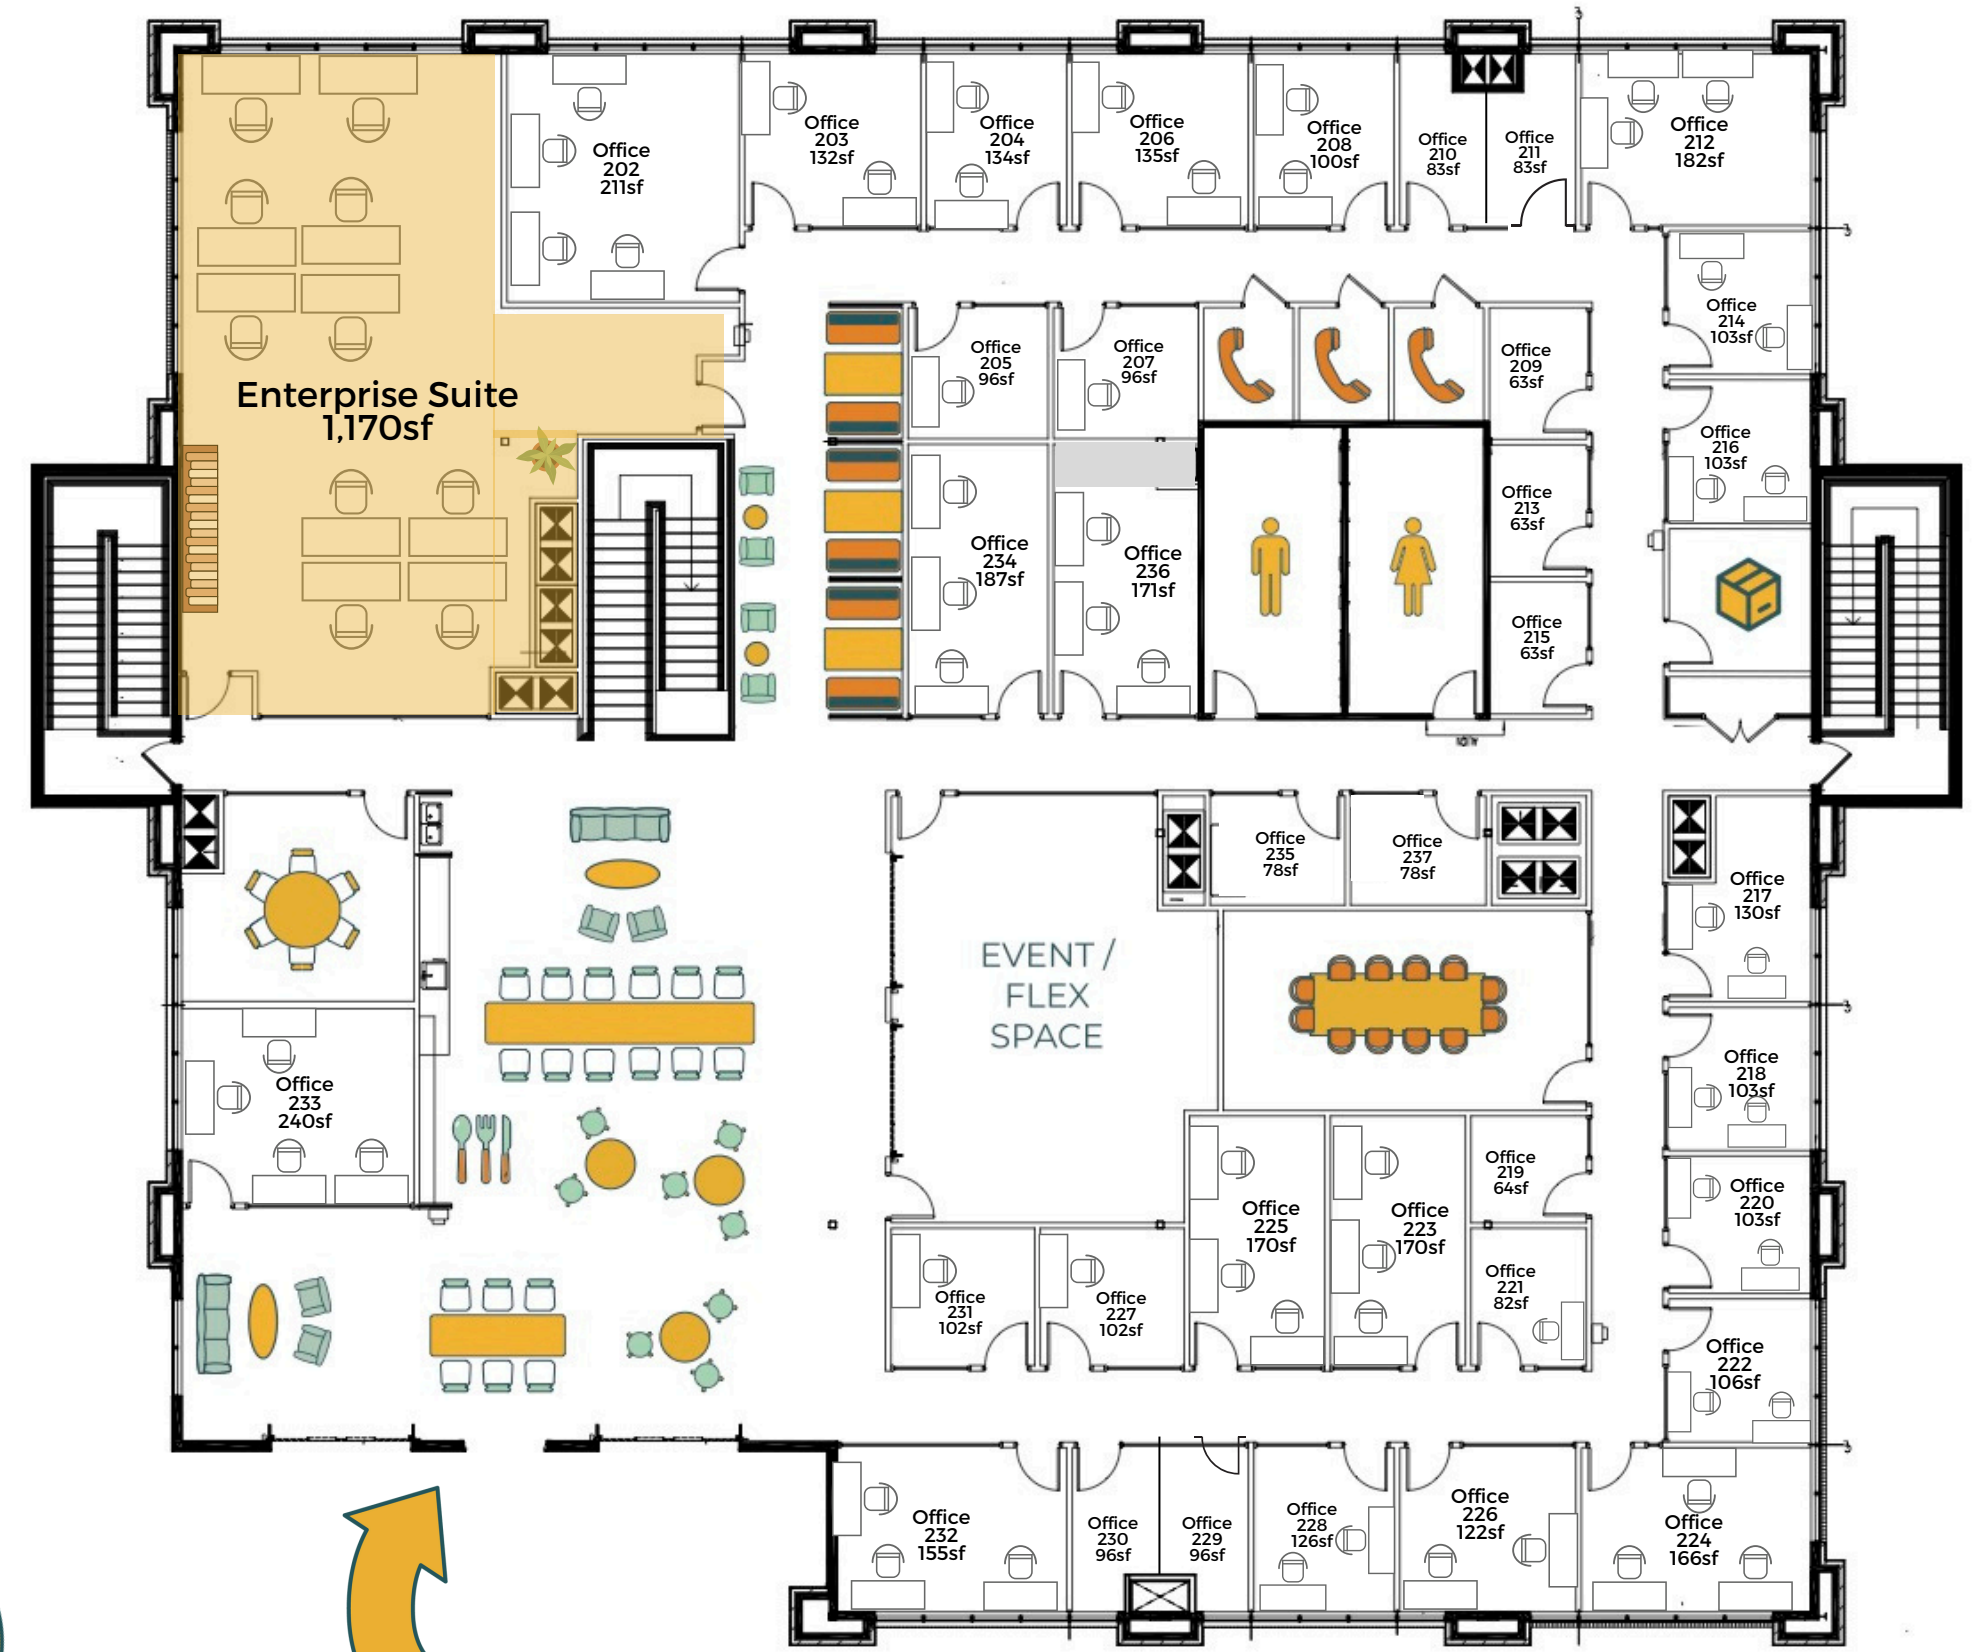 Office
202
211sf
Office
203
132sf
Office
204
134sf
Office
206
135sf
Office
208
100sf
Office
210
83sf
Office
211
83sf
Office
212
182sf
Office
214
103sf
Office
205
96sf
Office
207
96sf
Office
209
63sf
Enterprise Suite
1,170sf
Office
216
103sf
Office
213
63sf
Office
234
187sf
Office
236
171sf
Office
215
63sf
Office
235
78sf
Office
237
78sf
Office
217
130sf
EVENT /
FLEX
SPACE
Office
218
103sf
Office
233
240sf
Office
219
64sf
Office
220
103sf
Office
225
170sf
Office
223
170sf
Office
221
82sf
Office
231
102sf
Office
227
102sf
Office
222
106sf
Office
232
155sf
Office
230
96sf
Office
229
96sf
Office
228
126sf
Office
226
122sf
Office
224
166sf